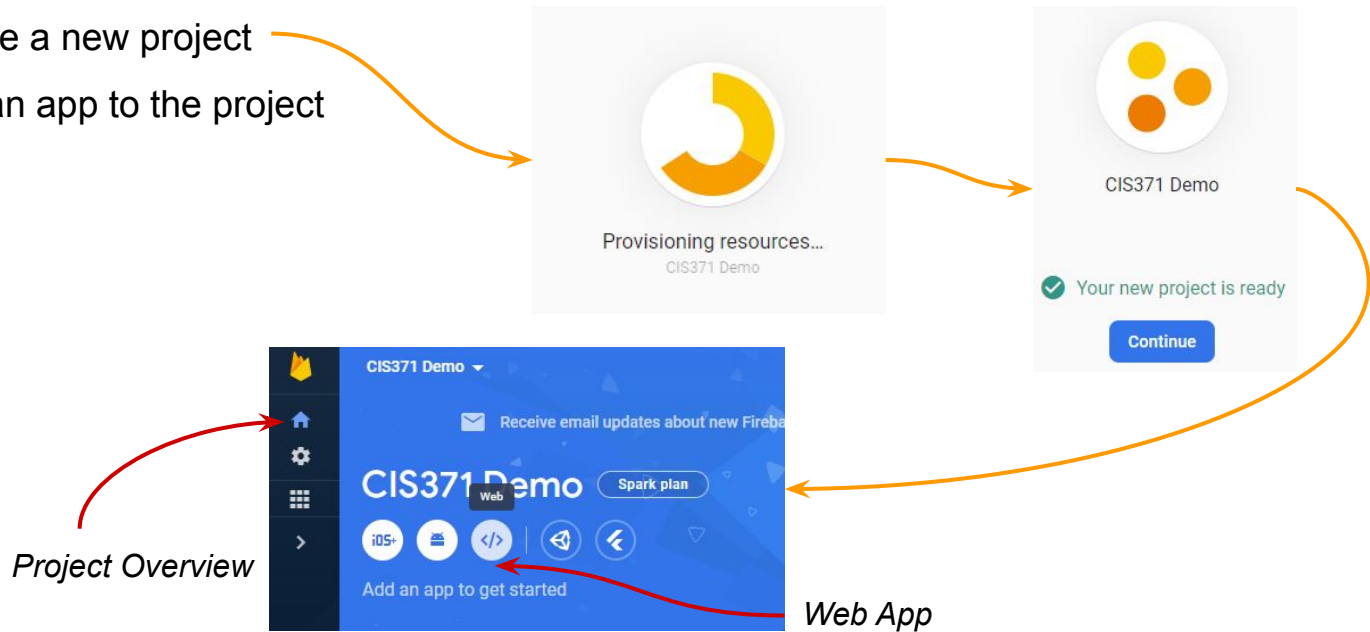 e a new project
an app to the project
Provisioning resources...
CIS371 Demo
CIS371 Demo
Your new project is ready
Continue
CIS371 Demo
Receive email updates about new Fireba
CIS371 Demo
Spark plan
Web
iOS+
</>
Add an app to get started
Project Overview
Web App